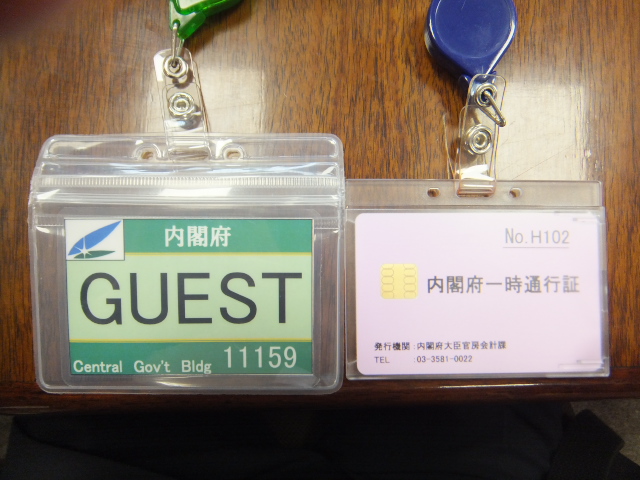 内閣府
GUEST
Central Gov't Bldg 11159
No.H102
内閣府一時通行証
発行機関 :内閣府大臣官房会計課
TEL :03-3581-0022